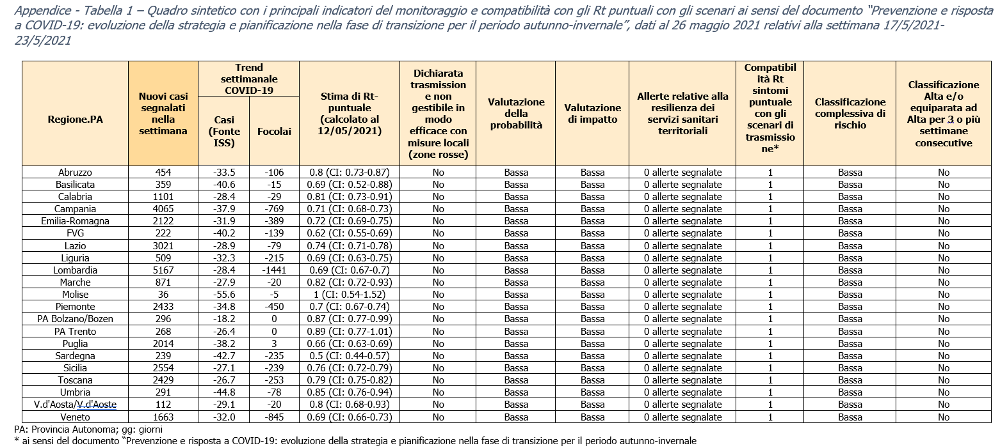 Appendice - Tabella 1 – Quadro sintetico con i principali indicatori del monitoraggio e compatibilità con gli Rt puntuali con gli scenari ai sensi del documento “Prevenzione e risposta
a COVID-19: evoluzione della strategia e pianificazione nella fase di transizione per il periodo autunno-invernale”, dati al 26 maggio 2021 relativi alla settimana 17/5/2021-
23/5/2021
Regione.PA
Nuovi casi
segnalati
nella
settimana
Trend
settimanale
COVID-19
Casi
(Fonte
ISS)
Focolai
Stima di Rt-
puntuale
(calcolato al
12/05/2021)
Dichiarata
trasmission
e non
gestibile in
modo
efficace con
misure locali
(zone rosse)
Valutazione
della
probabilità
Valutazione
di impatto
Allerte relative alla
resilienza dei
servizi sanitari
territoriali
Compatibil
ità Rt
sintomi
puntuale
con gli
scenari di
trasmissio
ne*
Classificazione
complessiva di
rischio
Classificazione
Alta e/o
equiparata ad
Alta per 3 o più
settimane
consecutive
Abruzzo 454 -33.5 -106 0.8 (CI: 0.73-0.87) No Bassa Bassa 0 allerte segnalate 1 Bassa No
Basilicata 359 -40.6 -15 0.69 (CI: 0.52-0.88) No Bassa Bassa 0 allerte segnalate 1 Bassa No
Calabria 1101 -28.4 -29 0.81 (CI: 0.73-0.91) No Bassa Bassa 0 allerte segnalate 1 Bassa No
Campania 4065 -37.9 -769 0.71 (CI: 0.68-0.73) No Bassa Bassa 0 allerte segnalate 1 Bassa No
Emilia-Romagna 2122 -31.9 -389 0.72 (CI: 0.69-0.75) No Bassa Bassa 0 allerte segnalate 1 Bassa No
FVG 222 -40.2 -139 0.62 (CI: 0.55-0.69) No Bassa Bassa 0 allerte segnalate 1 Bassa No
Lazio 3021 -28.9 -79 0.74 (CI: 0.71-0.78) No Bassa Bassa 0 allerte segnalate 1 Bassa No
Liguria 509 -32.3 -215 0.69 (CI: 0.63-0.75) No Bassa Bassa 0 allerte segnalate 1 Bassa No
Lombardia 5167 -28.4 -1441 0.69 (CI: 0.67-0.7) No Bassa Bassa 0 allerte segnalate 1 Bassa No
Marche 871 -27.9 -20 0.82 (CI: 0.72-0.93) No Bassa Bassa 0 allerte segnalate 1 Bassa No
Molise 36 -55.6 -5 1 (CI: 0.54-1.52) No Bassa Bassa 0 allerte segnalate 1 Bassa No
Piemonte 2433 -34.8 -450 0.7 (CI: 0.67-0.74) No Bassa Bassa 0 allerte segnalate 1 Bassa No
PA Bolzano/Bozen 296 -18.2 0 0.87 (CI: 0.77-0.99) No Bassa Bassa 0 allerte segnalate 1 Bassa No
PA Trento 268 -26.4 0 0.89 (CI: 0.77-1.01) No Bassa Bassa 0 allerte segnalate 1 Bassa No
Puglia 2014 -38.2 3 0.66 (CI: 0.63-0.69) No Bassa Bassa 0 allerte segnalate 1 Bassa No
Sardegna 239 -42.7 -235 0.5 (CI: 0.44-0.57) No Bassa Bassa 0 allerte segnalate 1 Bassa No
Sicilia 2554 -27.1 -239 0.76 (CI: 0.72-0.79) No Bassa Bassa 0 allerte segnalate 1 Bassa No
Toscana 2429 -26.7 -253 0.79 (CI: 0.75-0.82) No Bassa Bassa 0 allerte segnalate 1 Bassa No
Umbria 291 -44.8 -78 0.85 (CI: 0.76-0.94) No Bassa Bassa 0 allerte segnalate 1 Bassa No
V.d'Aosta/V.d'Aoste 112 -29.1 -20 0.8 (CI: 0.68-0.93) No Bassa Bassa 0 allerte segnalate 1 Bassa No
Veneto 1663 -32.0 -845 0.69 (CI: 0.66-0.73) No Bassa Bassa 0 allerte segnalate 1 Bassa No
PA: Provincia Autonoma; gg: giorni
* ai sensi del documento “Prevenzione e risposta a COVID-19: evoluzione della strategia e pianificazione nella fase di transizione per il periodo autunno-invernale